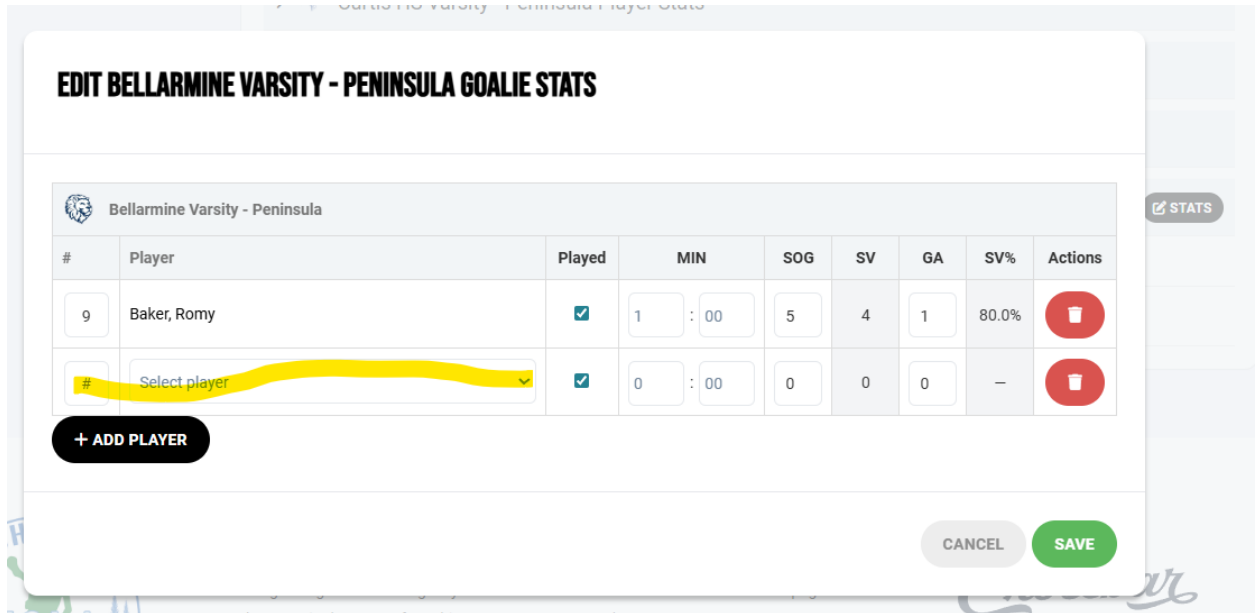 Curtis HS Varsity - Peninsula Player Stats
EDIT BELLARMINE VARSITY - PENINSULA GOALIE STATS
Bellarmine Varsity - Peninsula
STATS
# Player Played MIN SOG SV GA SV% Actions
9 Baker, Romy 1 : 00 5 4 1 80.0%
# Select player 0 : 00 0 0 0 –
+ ADD PLAYER
CANCEL SAVE